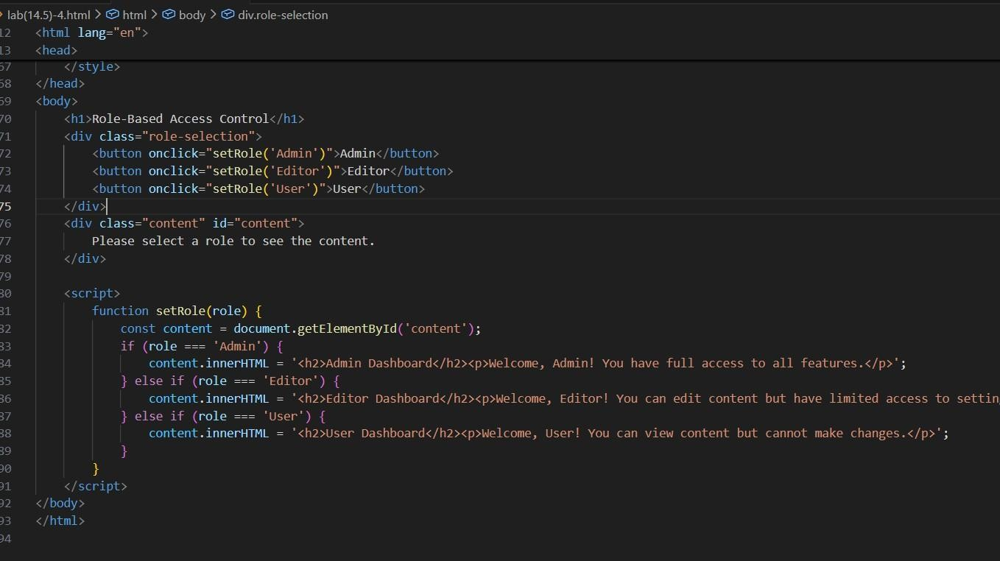 lab(14.5)-4.html > html > body > div.role-selection
12 <html lang="en">
13 <head>
67     </style>
68 </head>
69 <body>
70     <h1>Role-Based Access Control</h1>
71     <div class="role-selection">
72         <button onclick="setRole('Admin')">Admin</button>
73         <button onclick="setRole('Editor')">Editor</button>
74         <button onclick="setRole('User')">User</button>
75     </div>
76     <div class="content" id="content">
77         Please select a role to see the content.
78     </div>
79
80     <script>
81         function setRole(role) {
82             const content = document.getElementById('content');
83             if (role === 'Admin') {
84                 content.innerHTML = '<h2>Admin Dashboard</h2><p>Welcome, Admin! You have full access to all features.</p>';
85             } else if (role === 'Editor') {
86                 content.innerHTML = '<h2>Editor Dashboard</h2><p>Welcome, Editor! You can edit content but have limited access to settin
87             } else if (role === 'User') {
88                 content.innerHTML = '<h2>User Dashboard</h2><p>Welcome, User! You can view content but cannot make changes.</p>';
89             }
90         }
91     </script>
92 </body>
93 </html>
94